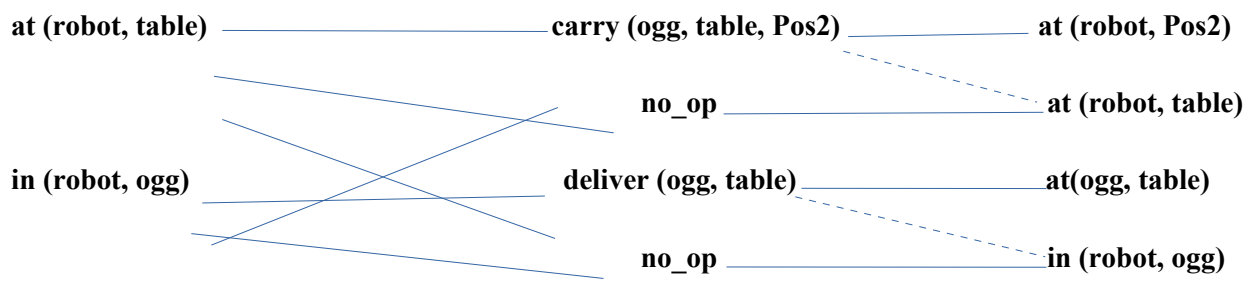 at (robot, table) carry (ogg, table, Pos2) at (robot, Pos2)
no_op at (robot, table)
in (robot, ogg) deliver (ogg, table) at(ogg, table)
no_op in (robot, ogg)